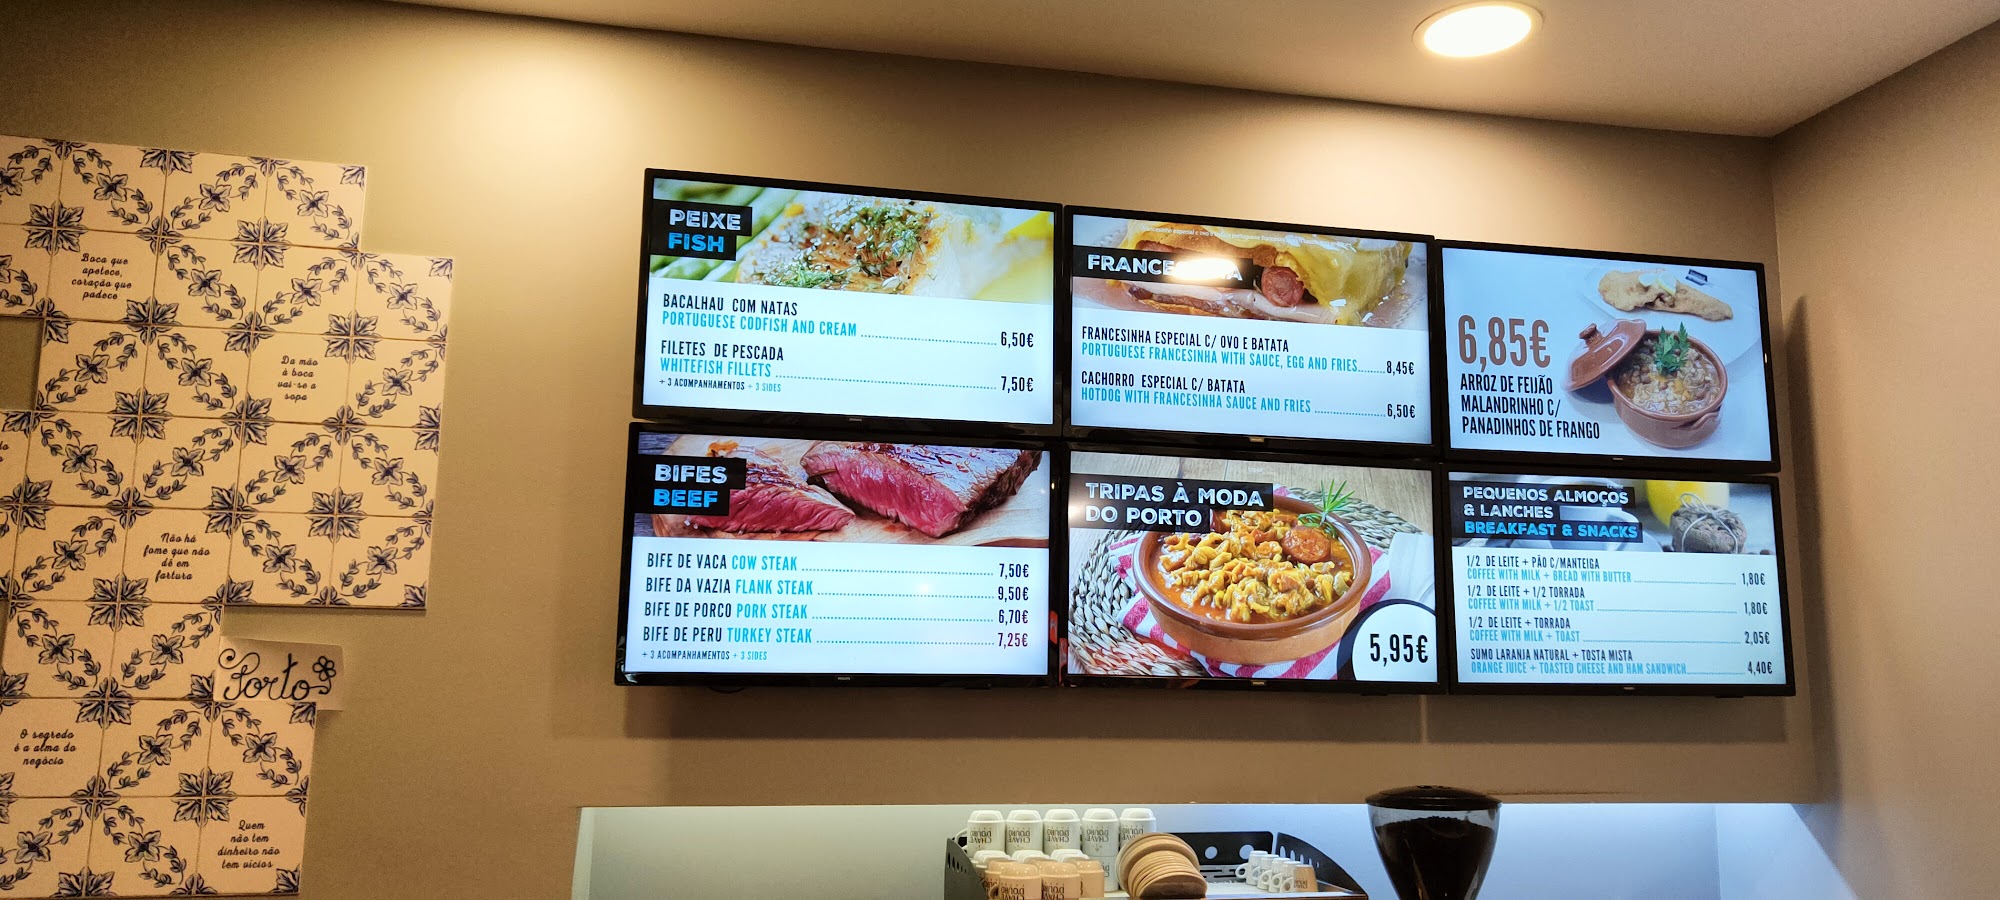 Boca que
apetece,
coração que
padece
Da mão
à boca
vai-se a
sopa
Não há
fome que não
dê em
fartura
Porto
O segredo
é a alma do
negócio
Quem
não tem
dinheiro não
tem vícios
PEIXE
FISH
BACALHAU COM NATAS
PORTUGUESE CODFISH AND CREAM 6,50€
FILETES DE PESCADA
WHITEFISH FILLETS 7,50€
+ 3 ACOMPANHAMENTOS + 3 SIDES
FRANCESINHA ESPECIAL C/ OVO E BATATA
PORTUGUESE FRANCESINHA WITH SAUCE, EGG AND FRIES 8,45€
CACHORRO ESPECIAL C/ BATATA
HOTDOG WITH FRANCESINHA SAUCE AND FRIES 6,50€
6,85€
ARROZ DE FEIJÃO
MALANDRINHO C/
PANADINHOS DE FRANGO
BIFES
BEEF
BIFE DE VACA COW STEAK 7,50€
BIFE DA VAZIA FLANK STEAK 9,50€
BIFE DE PORCO PORK STEAK 6,70€
BIFE DE PERU TURKEY STEAK 7,25€
+ 3 ACOMPANHAMENTOS + 3 SIDES
TRIPAS À MODA
DO PORTO
5,95€
PEQUENOS ALMOÇOS
& LANCHES
BREAKFAST & SNACKS
1/2 DE LEITE + PÃO C/MANTEIGA
COFFEE WITH MILK + BREAD WITH BUTTER 1,80€
1/2 DE LEITE + 1/2 TORRADA
COFFEE WITH MILK + 1/2 TOAST 1,80€
1/2 DE LEITE + TORRADA
COFFEE WITH MILK + TOAST 2,05€
SUMO LARANJA NATURAL + TOSTA MISTA
ORANGE JUICE + TOASTED CHEESE AND HAM SANDWICH 4,40€